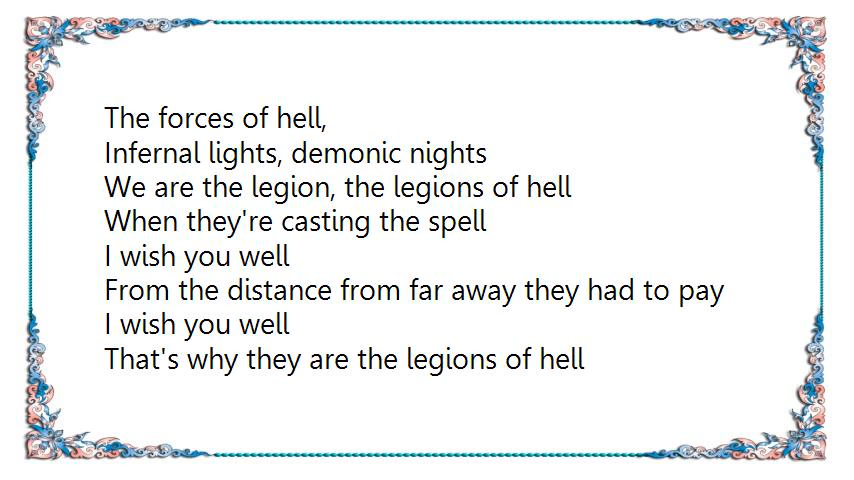 The forces of hell,
Infernal lights, demonic nights
We are the legion, the legions of hell
When they're casting the spell
I wish you well
From the distance from far away they had to pay
I wish you well
That's why they are the legions of hell